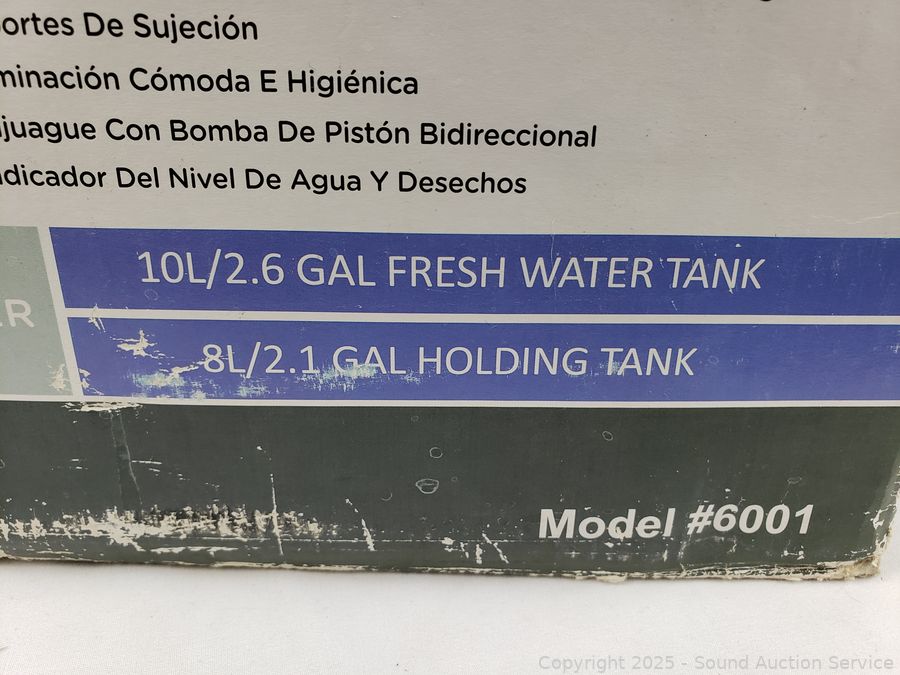 ortes De Sujeción
minación Cómoda E Higiénica
juague Con Bomba De Pistón Bidireccional
dicador Del Nivel De Agua Y Desechos
10L/2.6 GAL FRESH WATER TANK
R
8L/2.1 GAL HOLDING TANK
Model #6001
Copyright 2025 - Sound Auction Service